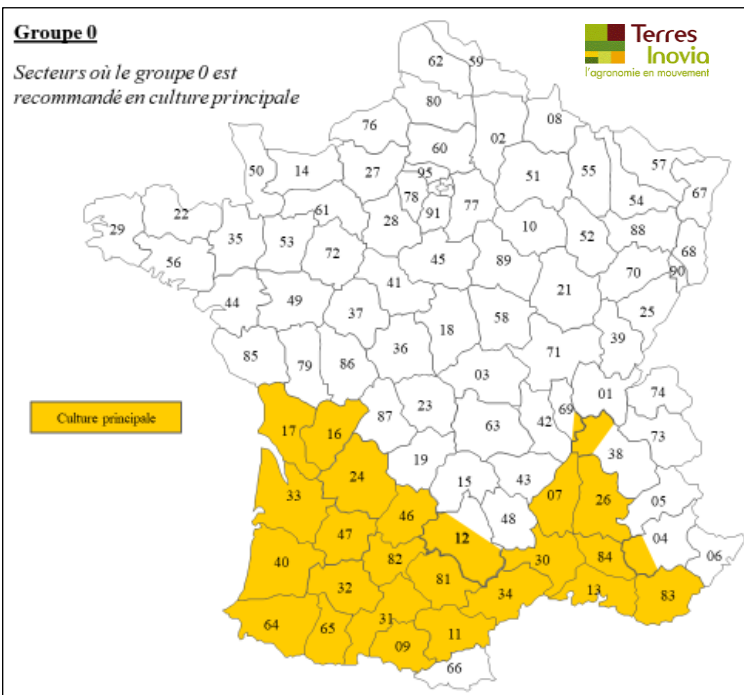 Groupe 0
Terres
Inovia
l'agronomie en mouvement
Secteurs où le groupe 0 est
recommandé en culture principale
62 59
80
76 02 08
60
50 14 27 95 51 55 57
78 77 54 67
61 91
22 28 10 88
29 35 53 52 68
72 45 89 70 90
56 41 21
44 49 37 25
18 58 39
85 36 71
79 86 03
01 74
87 23 69
Culture principale
17 16 63 42 73
38
19
24 15 43
33 07 26 05
46 48
47 12 04
40 82 30 84 06
81
32 34 13 83
31
64 65 11
09
66